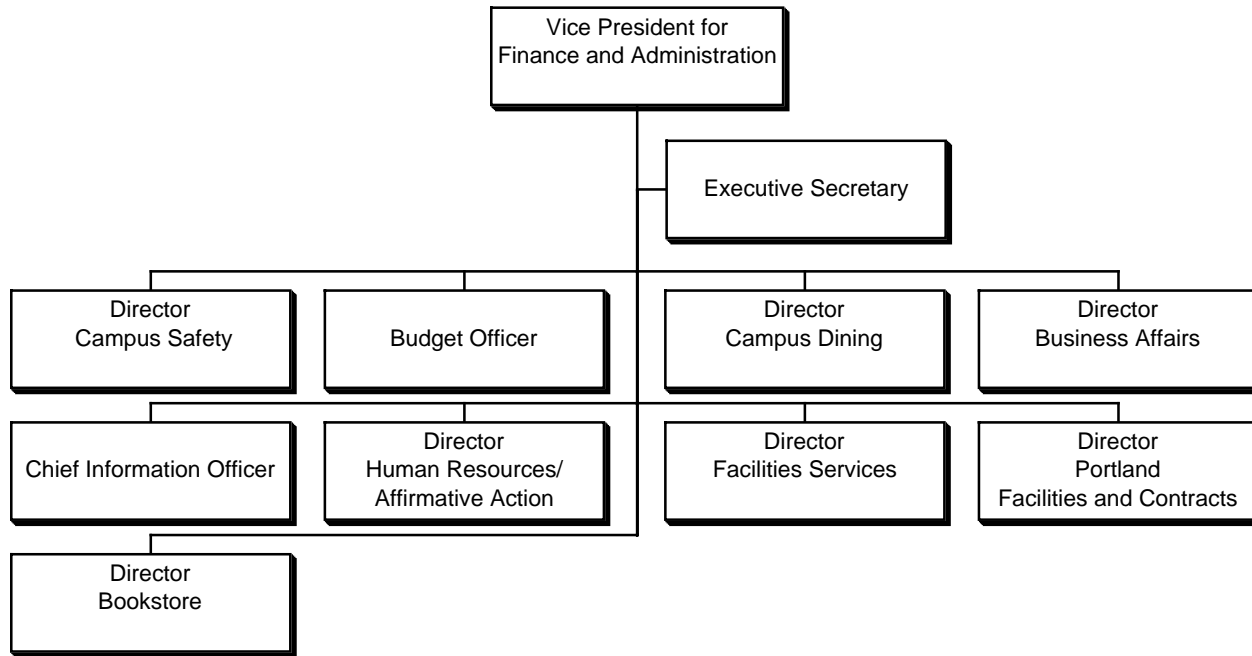 Vice President for
Finance and Administration
Executive Secretary
Director
Campus Safety
Budget Officer
Director
Campus Dining
Director
Business Affairs
Chief Information Officer
Director
Human Resources/
Affirmative Action
Director
Facilities Services
Director
Portland
Facilities and Contracts
Director
Bookstore